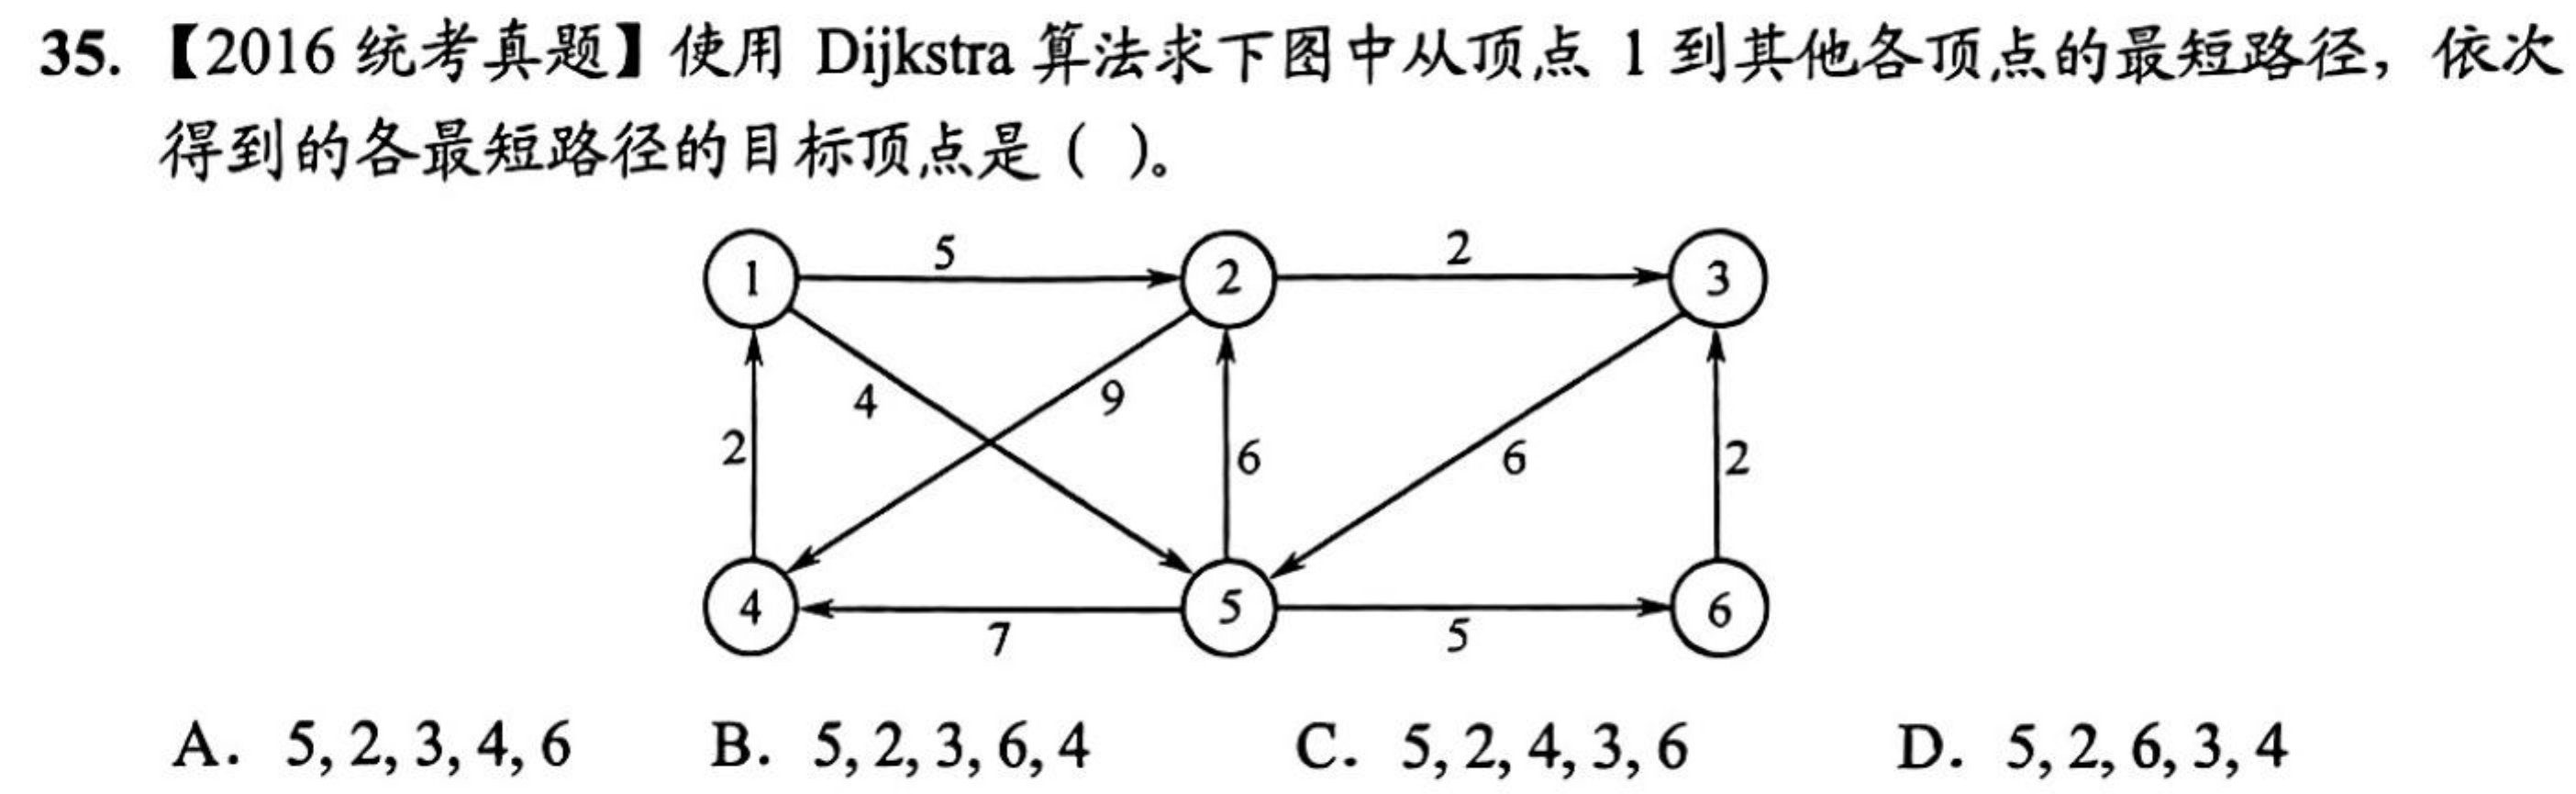 35. 【2016 统考真题】使用 Dijkstra 算法求下图中从顶点 1 到其他各顶点的最短路径，依次
得到的各最短路径的目标顶点是 ( )。
5 2
1 2 3
4 9
2 6 6 2
4 5 6
7 5
A. 5, 2, 3, 4, 6 B. 5, 2, 3, 6, 4 C. 5, 2, 4, 3, 6 D. 5, 2, 6, 3, 4